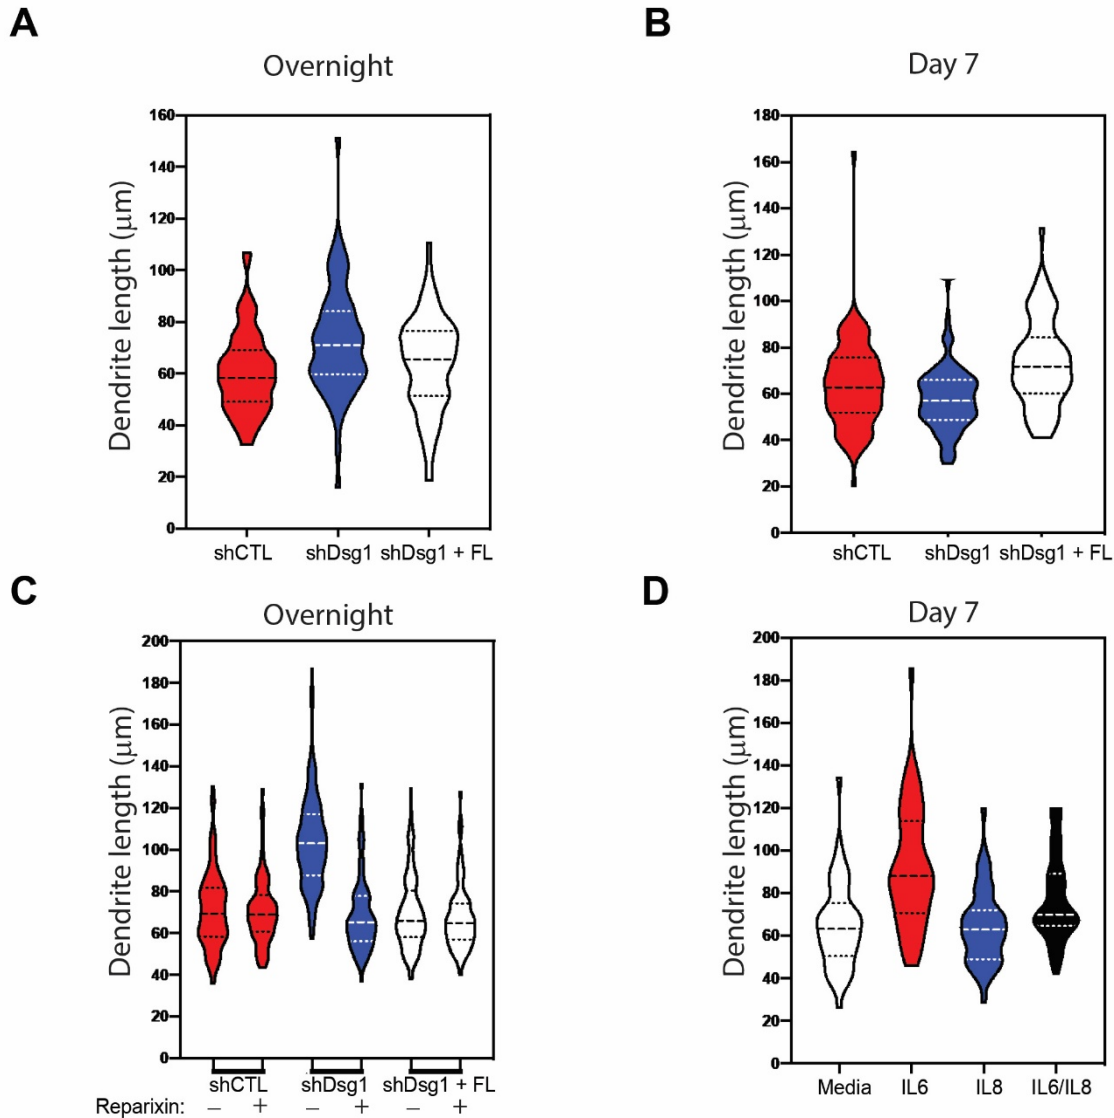 A
Overnight
Dendrite length (μm)
160
140
120
100
80
60
40
20
0
shCTL shDsg1 shDsg1 + FL
B
Day 7
Dendrite length (μm)
180
160
140
120
100
80
60
40
20
0
shCTL shDsg1 shDsg1 + FL
C
Overnight
Dendrite length (μm)
200
180
160
140
120
100
80
60
40
20
0
shCTL shDsg1 shDsg1 + FL
Reparixin: – + – + – +
D
Day 7
Dendrite length (μm)
200
180
160
140
120
100
80
60
40
20
0
Media IL6 IL8 IL6/IL8